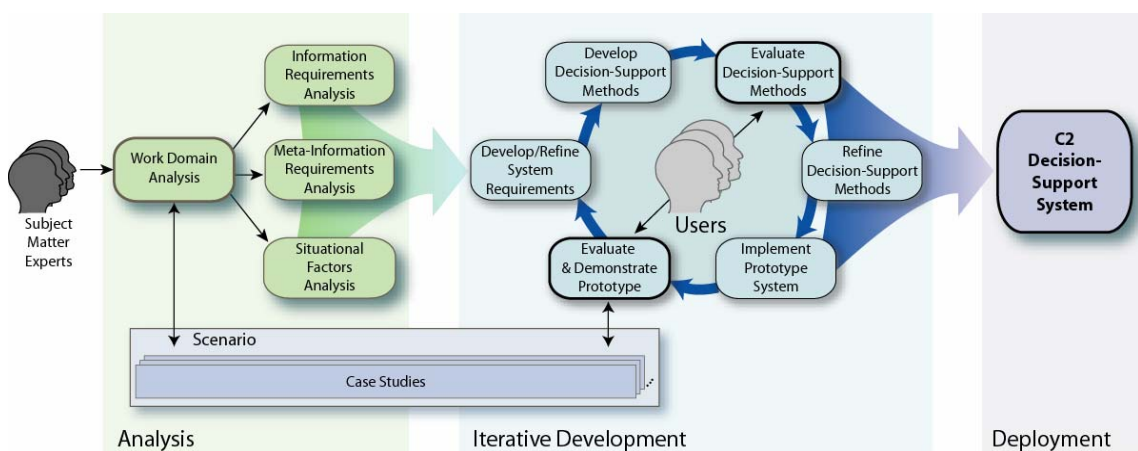 Subject
Matter
Experts
Work Domain
Analysis
Information
Requirements
Analysis
Meta-Information
Requirements
Analysis
Situational
Factors
Analysis
Scenario
Case Studies
Analysis
Develop/Refine
System
Requirements
Develop
Decision-Support
Methods
Evaluate
Decision-Support
Methods
Refine
Decision-Support
Methods
Implement
Prototype
System
Evaluate
& Demonstrate
Prototype
Users
Iterative Development
C2
Decision-
Support
System
Deployment